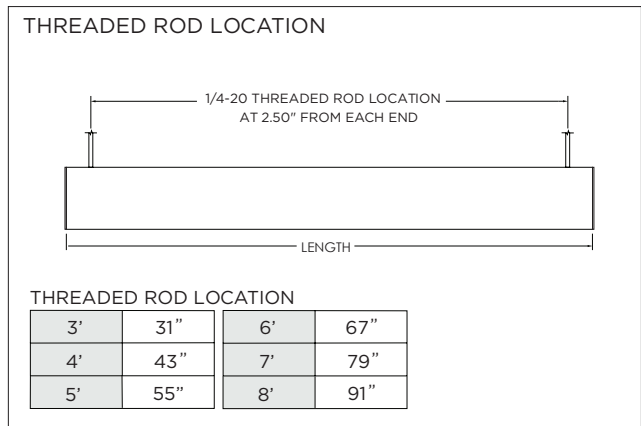 THREADED ROD LOCATION
1/4-20 THREADED ROD LOCATION
AT 2.50" FROM EACH END
LENGTH
THREADED ROD LOCATION
3' 31" 6' 67"
4' 43" 7' 79"
5' 55" 8' 91"